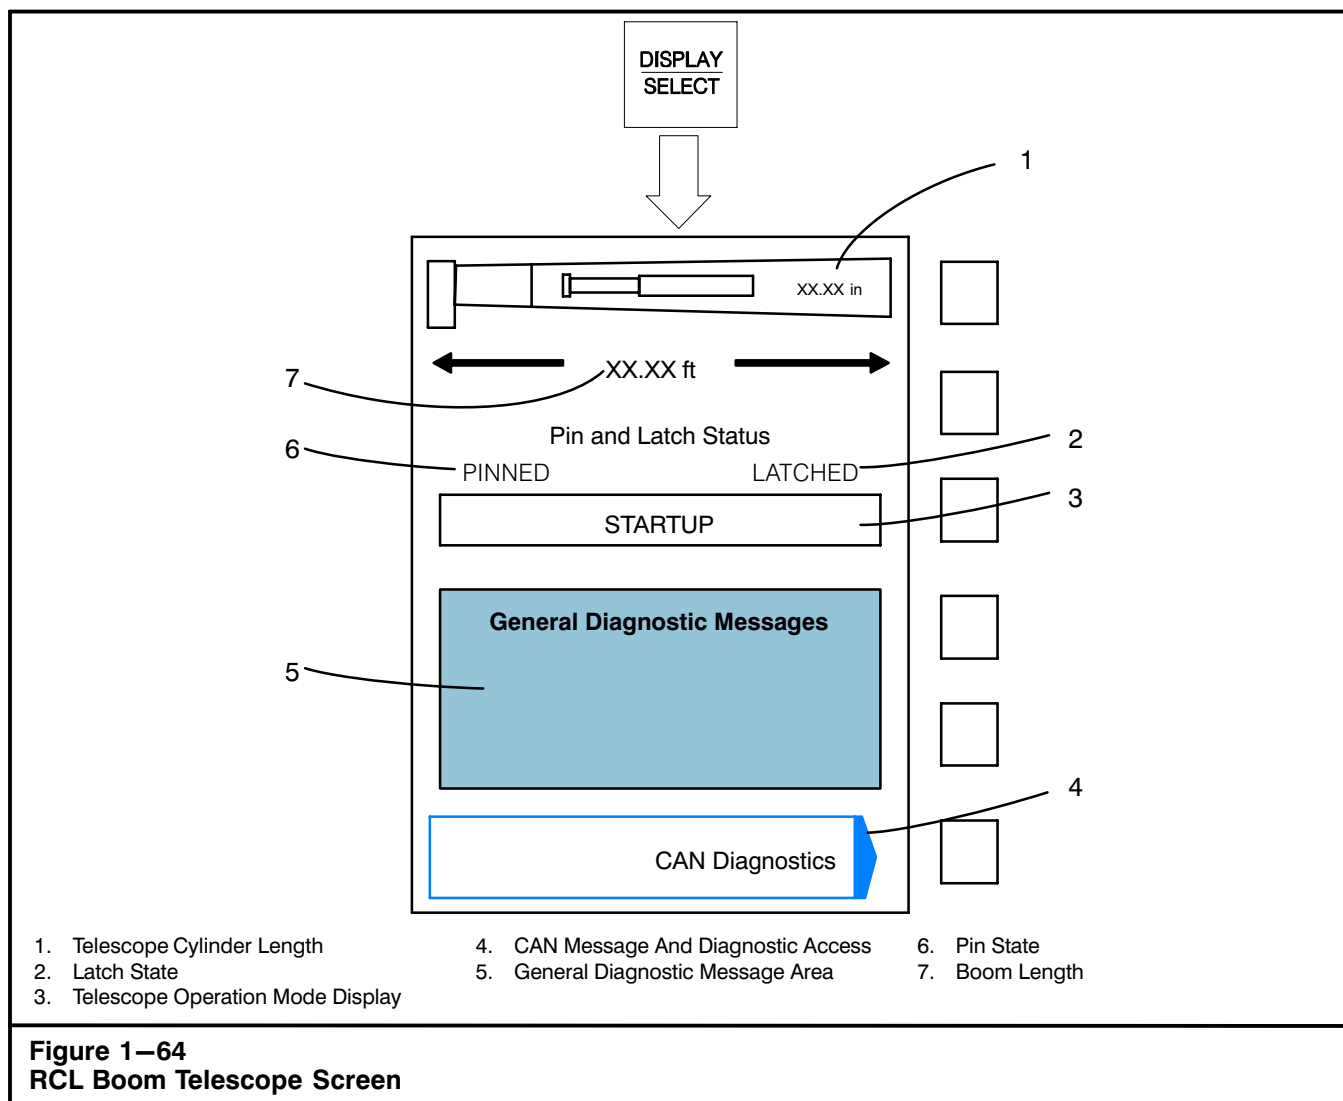 DISPLAY
SELECT
1
XX.XX in
7
XX.XX ft
Pin and Latch Status
6
2
PINNED
LATCHED
3
STARTUP
General Diagnostic Messages
5
4
CAN Diagnostics
1. Telescope Cylinder Length
2. Latch State
3. Telescope Operation Mode Display
4. CAN Message And Diagnostic Access
5. General Diagnostic Message Area
6. Pin State
7. Boom Length
Figure 1–64
RCL Boom Telescope Screen